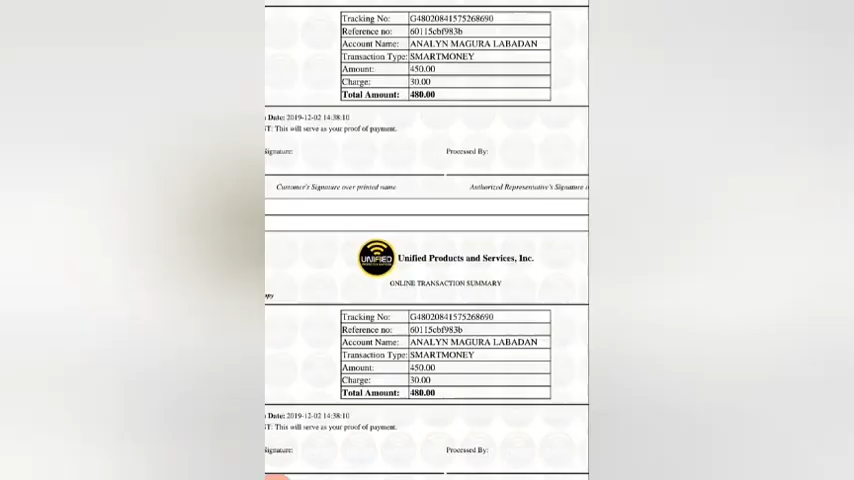 Tracking No: G48020841575268690
Reference no: 60115cbf983b
Account Name: ANALYN MAGURA LABADAN
Transaction Type: SMARTMONEY
Amount: 450.00
Charge: 30.00
Total Amount: 480.00
Date: 2019-12-02 14:38:10
T: This will serve as your proof of payment.
Signature: Processed By:
Customer's Signature over printed name Authorized Representative's Signature
UNIFIED
Unified Products and Services, Inc.
ONLINE TRANSACTION SUMMARY
Tracking No: G48020841575268690
Reference no: 60115cbf983b
Account Name: ANALYN MAGURA LABADAN
Transaction Type: SMARTMONEY
Amount: 450.00
Charge: 30.00
Total Amount: 480.00
Date: 2019-12-02 14:38:10
T: This will serve as your proof of payment.
Signature: Processed By: